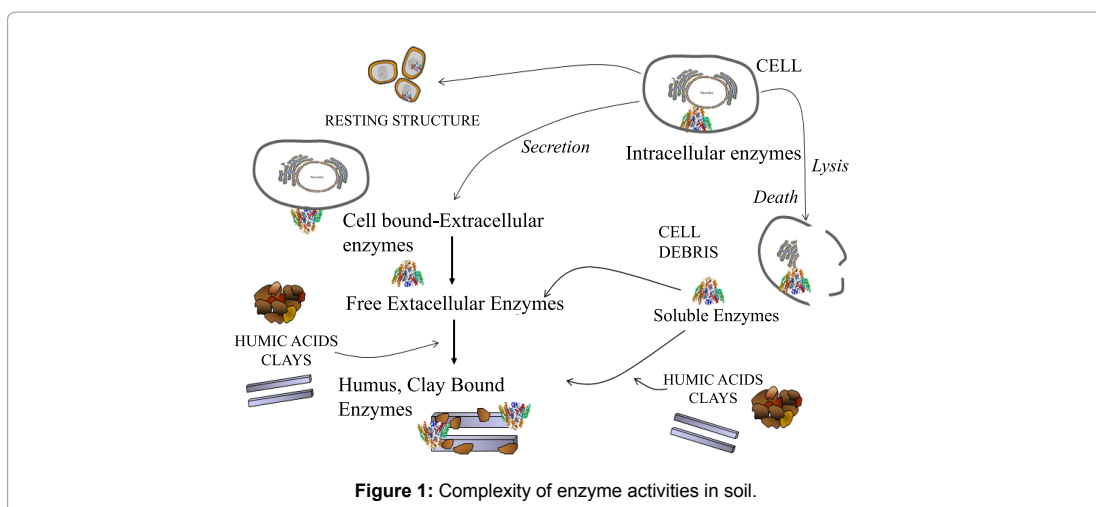 CELL
RESTING STRUCTURE
Secretion
Intracellular enzymes
Lysis
Death
Cell bound-Extracellular
enzymes
CELL
DEBRIS
Free Extacellular Enzymes
Soluble Enzymes
HUMIC ACIDS
CLAYS
Humus, Clay Bound
Enzymes
HUMIC ACIDS
CLAYS
Figure 1: Complexity of enzyme activities in soil.